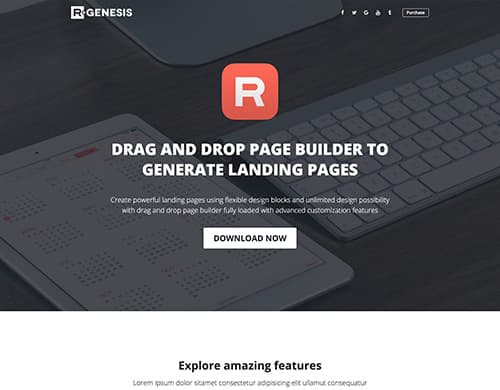 R+GENESIS
Purchase
R
DRAG AND DROP PAGE BUILDER TO
GENERATE LANDING PAGES
Create powerful landing pages using flexible design blocks and unlimited design possibility
with drag and drop page builder fully loaded with advanced customization features
DOWNLOAD NOW
Explore amazing features
Lorem ipsum dolor sitamet consectetur adipisicing elit ullamut consequatur